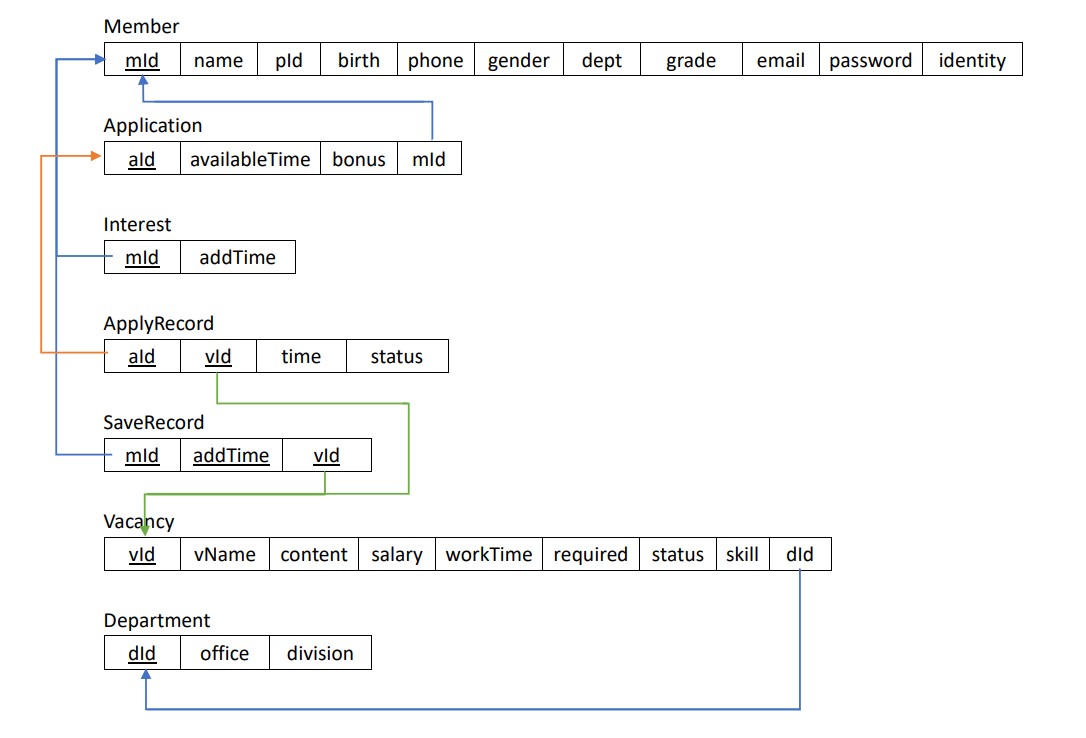 Member
mId name pId birth phone gender dept grade email password identity
Application
aId availableTime bonus mId
Interest
mId addTime
ApplyRecord
aId vId time status
SaveRecord
mId addTime vId
Vacancy
vId vName content salary workTime required status skill dId
Department
dId office division